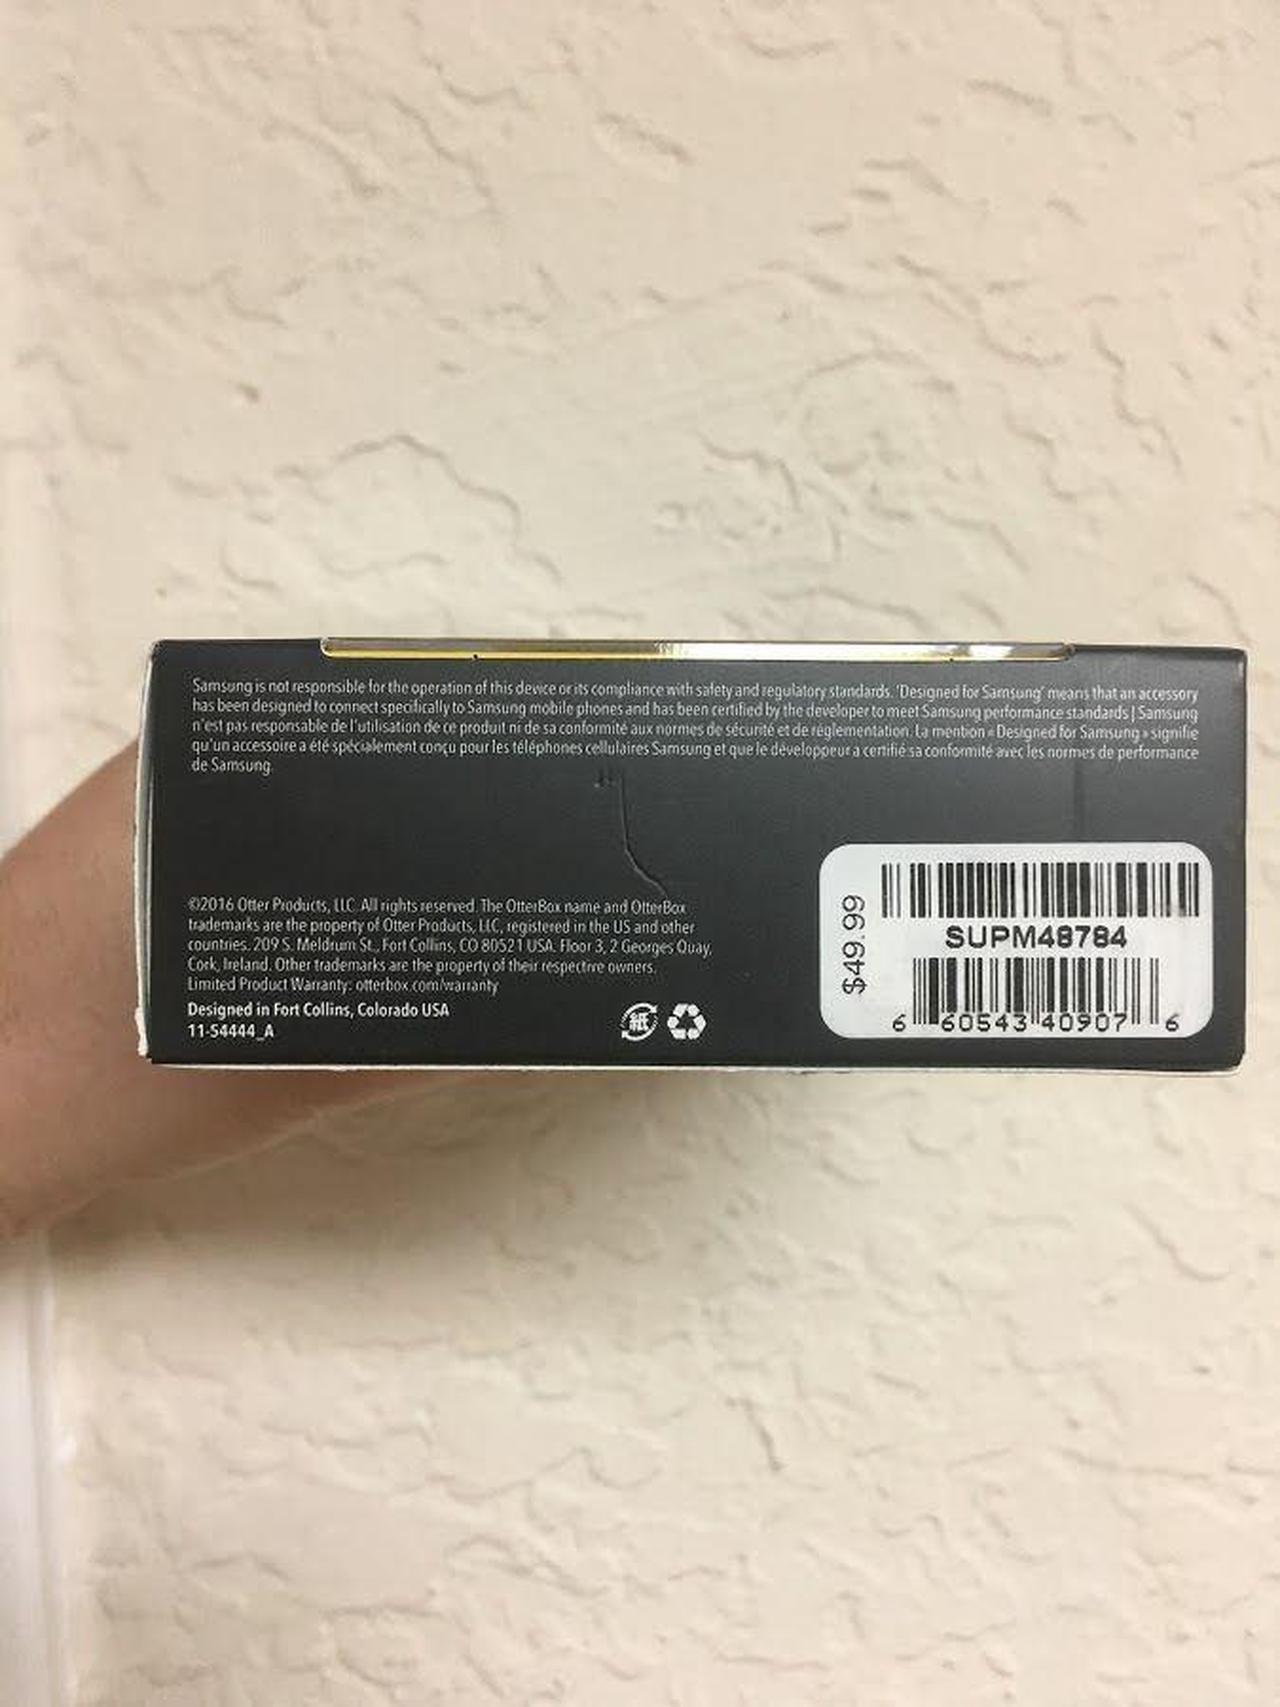 Samsung is not responsible for the operation of this device or its compliance with safety and regulatory standards. 'Designed for Samsung' means that an accessory
has been designed to connect specifically to Samsung mobile phones and has been certified by the developer to meet Samsung performance standards | Samsung
n'est pas responsable de l'utilisation de ce produit ni de sa conformité aux normes de sécurité et de réglementation. La mention « Designed for Samsung » signifie
qu'un accessoire a été spécialement conçu pour les téléphones cellulaires Samsung et que le développeur a certifié sa conformité avec les normes de performance
de Samsung.
©2016 Otter Products, LLC. All rights reserved. The OtterBox name and OtterBox
trademarks are the property of Otter Products, LLC, registered in the US and other
countries. 209 S. Meldrum St., Fort Collins, CO 80521 USA. Floor 3, 2 Georges Quay,
Cork, Ireland. Other trademarks are the property of their respective owners.
Limited Product Warranty: otterbox.com/warranty
Designed in Fort Collins, Colorado USA
11-54444_A
紙
$49.99
SUPM48784
6 60543 40907 6